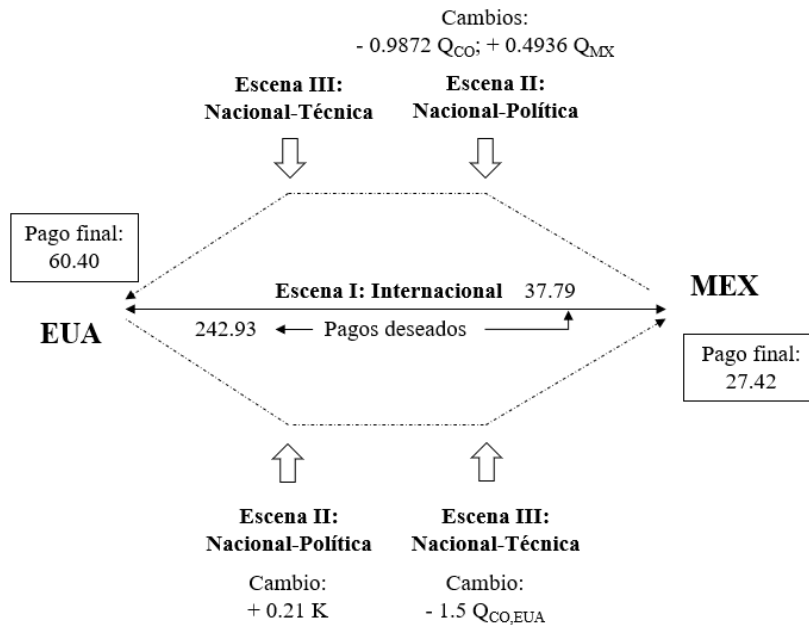 Cambios:
- 0.9872 Q_CO; + 0.4936 Q_MX
Escena III:
Nacional-Técnica
Escena II:
Nacional-Política
Pago final:
60.40
Escena I: Internacional 37.79
MEX
EUA
242.93 Pagos deseados
Pago final:
27.42
Escena II:
Nacional-Política
Escena III:
Nacional-Técnica
Cambio:
+ 0.21 K
Cambio:
- 1.5 Q_CO,EUA